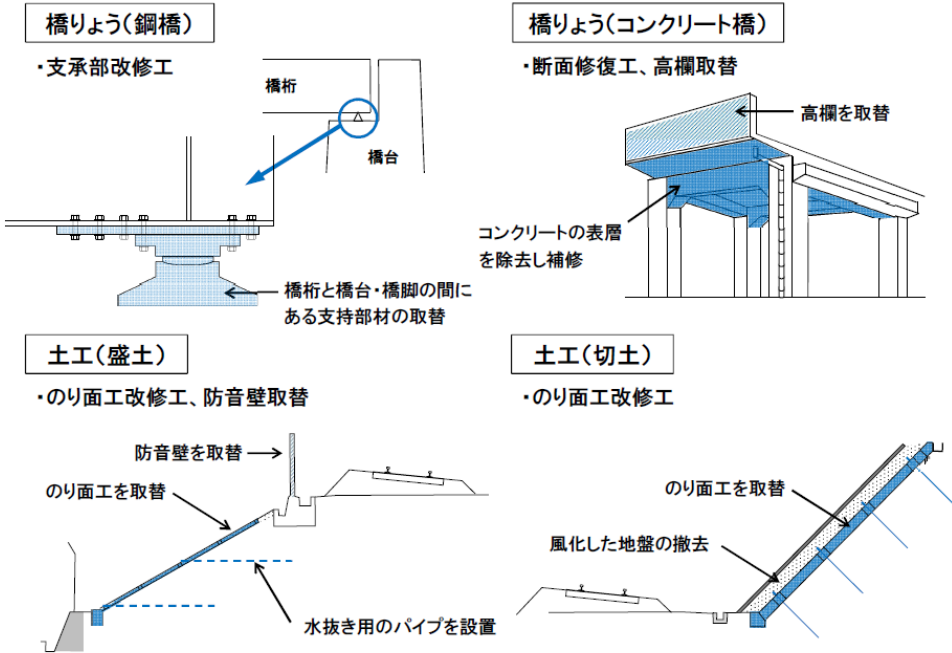 橋りょう(鋼橋)
・支承部改修工
橋桁
橋台
橋桁と橋台・橋脚の間に
ある支持部材の取替
橋りょう(コンクリート橋)
・断面修復工、高欄取替
高欄を取替
コンクリートの表層
を除去し補修
土工(盛土)
・のり面工改修工、防音壁取替
防音壁を取替
のり面工を取替
水抜き用のパイプを設置
土工(切土)
・のり面工改修工
のり面工を取替
風化した地盤の撤去